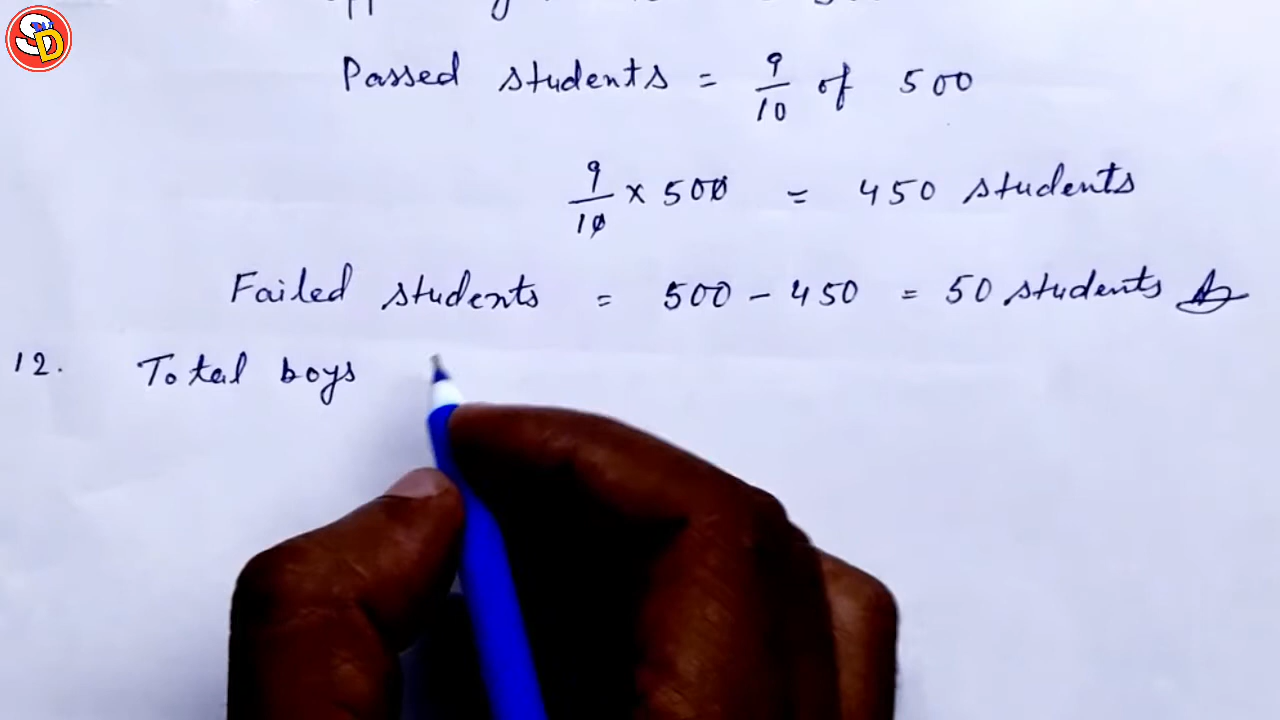 SD
Passed students = 9/10 of 500
9/10 × 500 = 450 students
Failed students = 500 - 450 = 50 students
12. Total boys